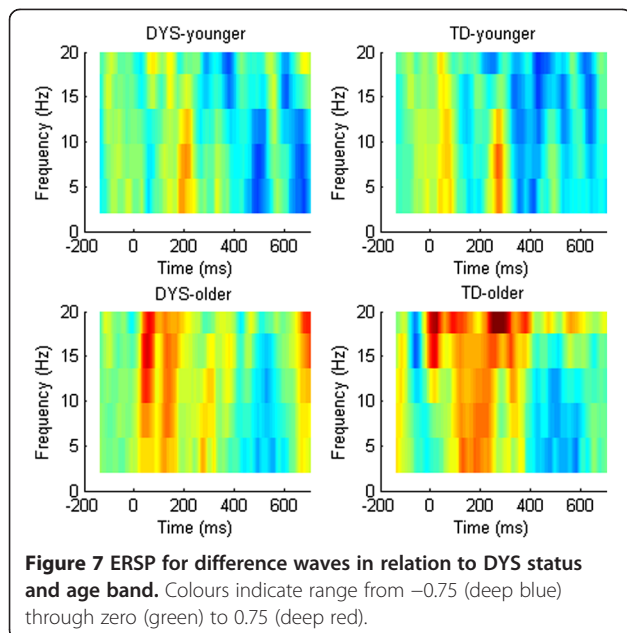 DYS-younger
TD-younger
20
15
10
5
0
Frequency (Hz)
-200 0 200 400 600
Time (ms)
20
15
10
5
0
Frequency (Hz)
-200 0 200 400 600
Time (ms)
DYS-older
TD-older
20
15
10
5
0
Frequency (Hz)
-200 0 200 400 600
Time (ms)
20
15
10
5
0
Frequency (Hz)
-200 0 200 400 600
Time (ms)
Figure 7 ERSP for difference waves in relation to DYS status
and age band. Colours indicate range from −0.75 (deep blue)
through zero (green) to 0.75 (deep red).